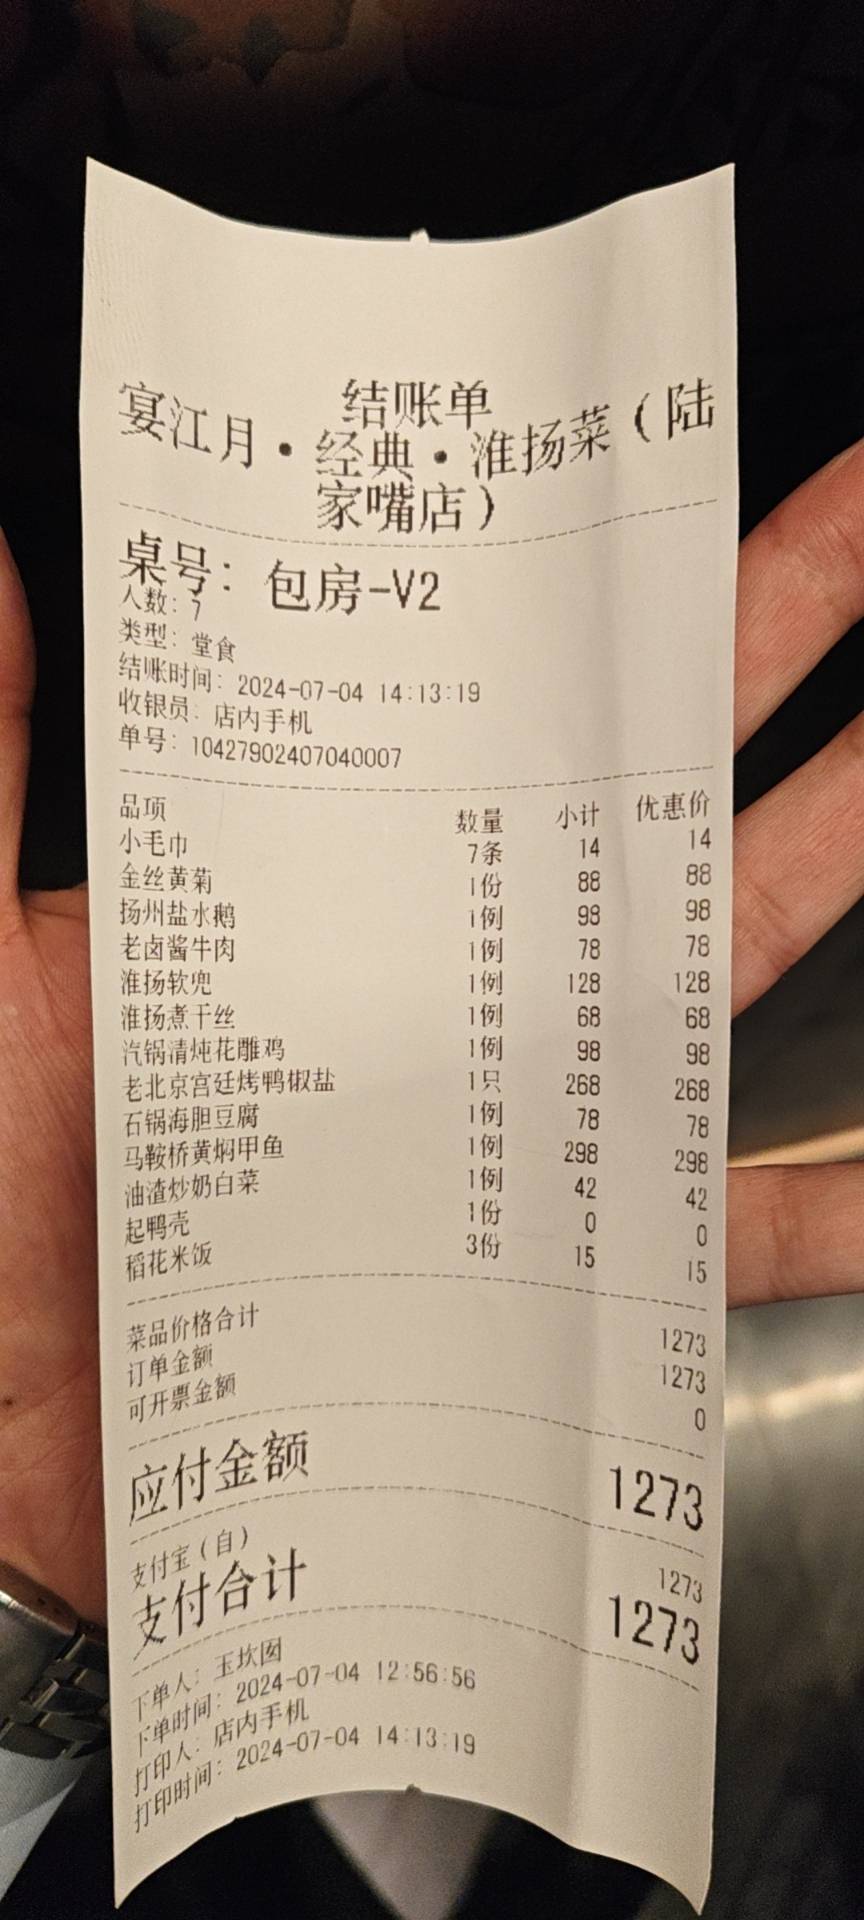 结账单
宴江月·经典·淮扬菜(陆
家嘴店)
桌号: 包房-V2
人数: 7
类型: 堂食
结账时间: 2024-07-04 14:13:19
收银员: 店内手机
单号: 10427902407040007
品项 数量 小计 优惠价
小毛巾 7条 14 14
金丝黄菊 1份 88 88
扬州盐水鹅 1例 98 98
老卤酱牛肉 1例 78 78
淮扬软兜 1例 128 128
淮扬煮干丝 1例 68 68
汽锅清炖花雕鸡 1例 98 98
老北京宫廷烤鸭椒盐 1只 268 268
石锅海胆豆腐 1例 78 78
马鞍桥黄焖甲鱼 1例 298 298
油渣炒奶白菜 1例 42 42
起鸭壳 1份 0 0
稻花米饭 3份 15 15
菜品价格合计 1273
订单金额 1273
可开票金额 0
应付金额 1273
支付宝(自) 1273
支付合计 1273
下单人: 玉坎囡
下单时间: 2024-07-04 12:56:56
打印人: 店内手机
打印时间: 2024-07-04 14:13:19